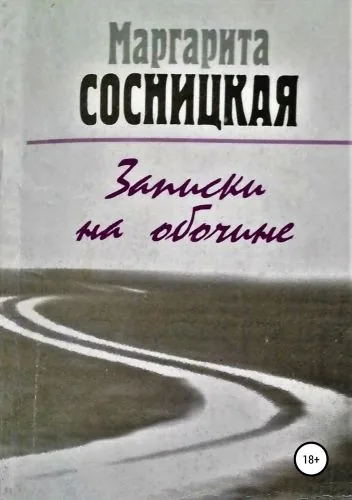 Маргарита
СОСНИЦКАЯ
Записки
на обочине
18+